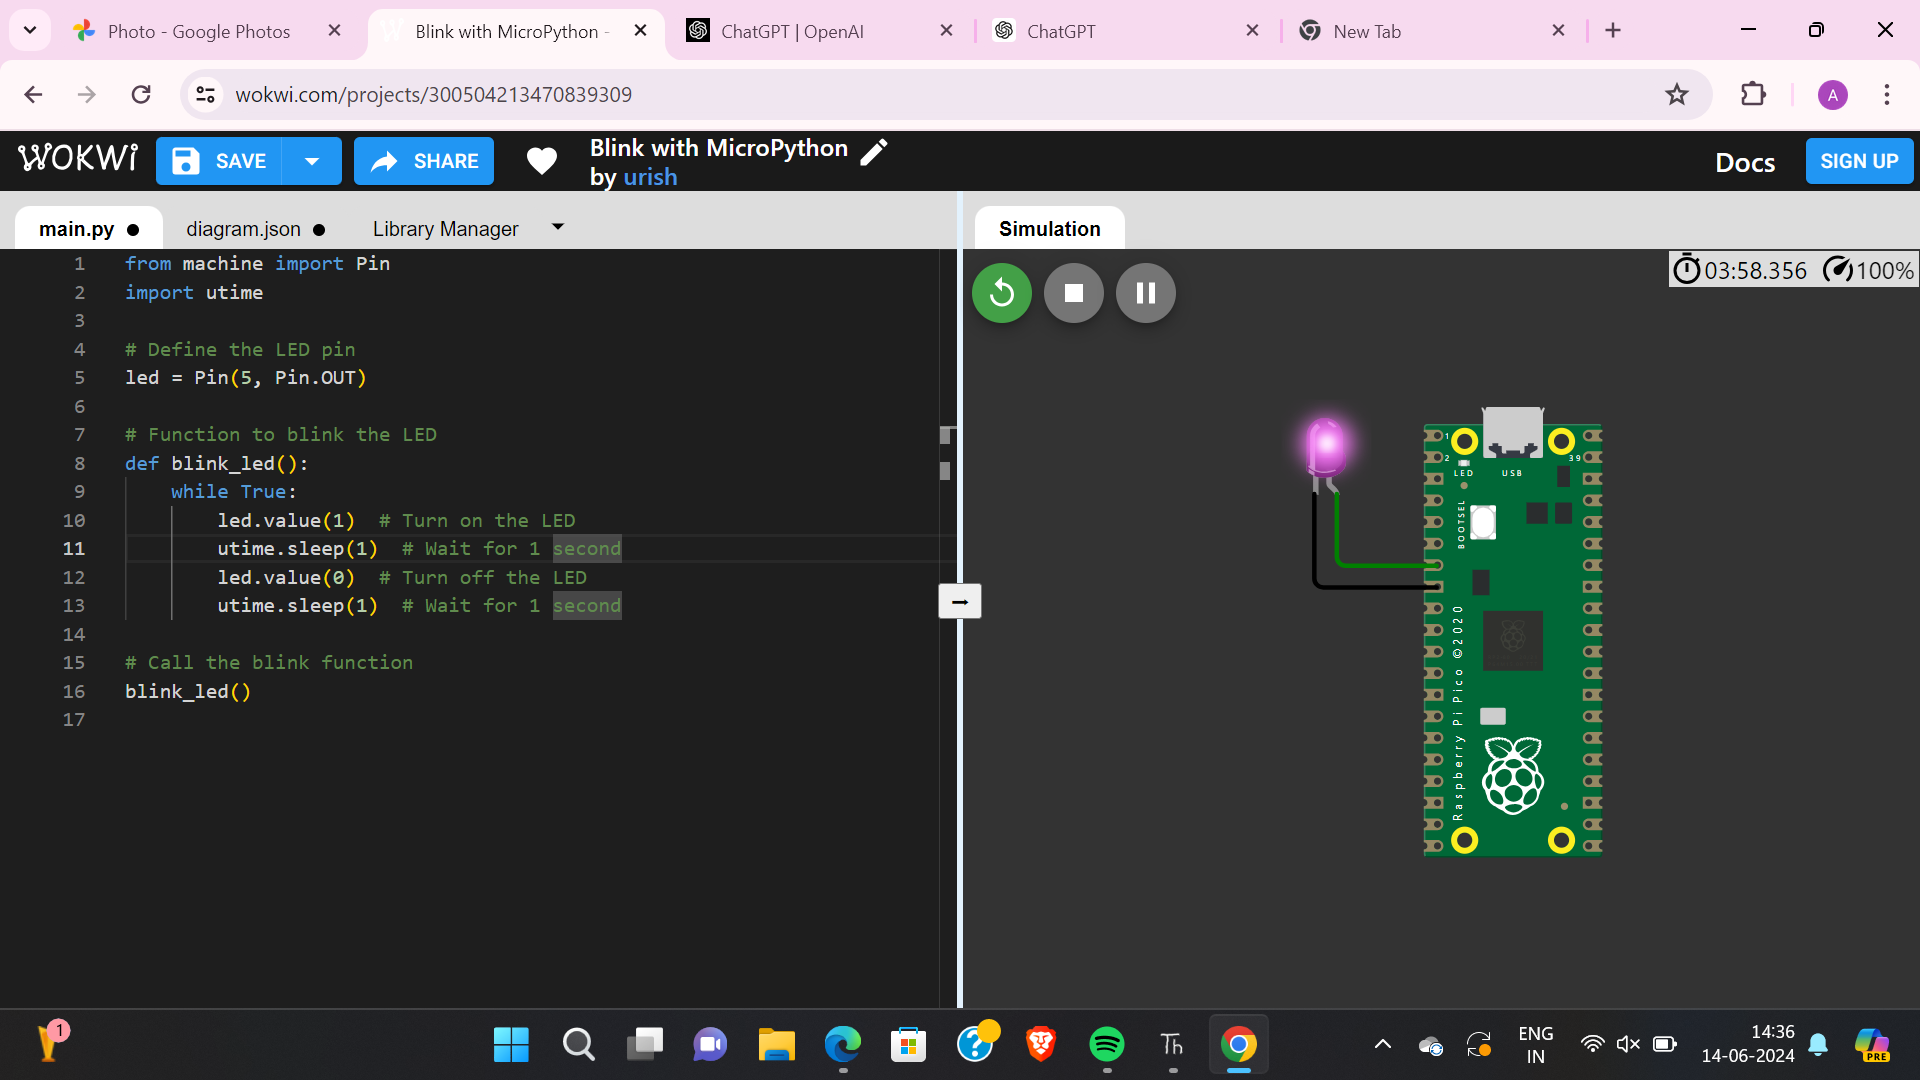 Photo - Google Photos
Blink with MicroPython -
ChatGPT | OpenAI
ChatGPT
New Tab
wokwi.com/projects/300504213470839309
A
WOKWi
SAVE
SHARE
Blink with MicroPython
by urish
Docs
SIGN UP
main.py
diagram.json
Library Manager
Simulation
1 from machine import Pin
2 import utime
3
4 # Define the LED pin
5 led = Pin(5, Pin.OUT)
6
7 # Function to blink the LED
8 def blink_led():
9 while True:
10 led.value(1) # Turn on the LED
11 utime.sleep(1) # Wait for 1 second
12 led.value(0) # Turn off the LED
13 utime.sleep(1) # Wait for 1 second
14
15 # Call the blink function
16 blink_led()
17
03:58.356 100%
1
2
39
LED USB
BOOTSEL
Raspberry Pi Pico ©2020
1
Th
ENG
IN
14:36
14-06-2024
PRE